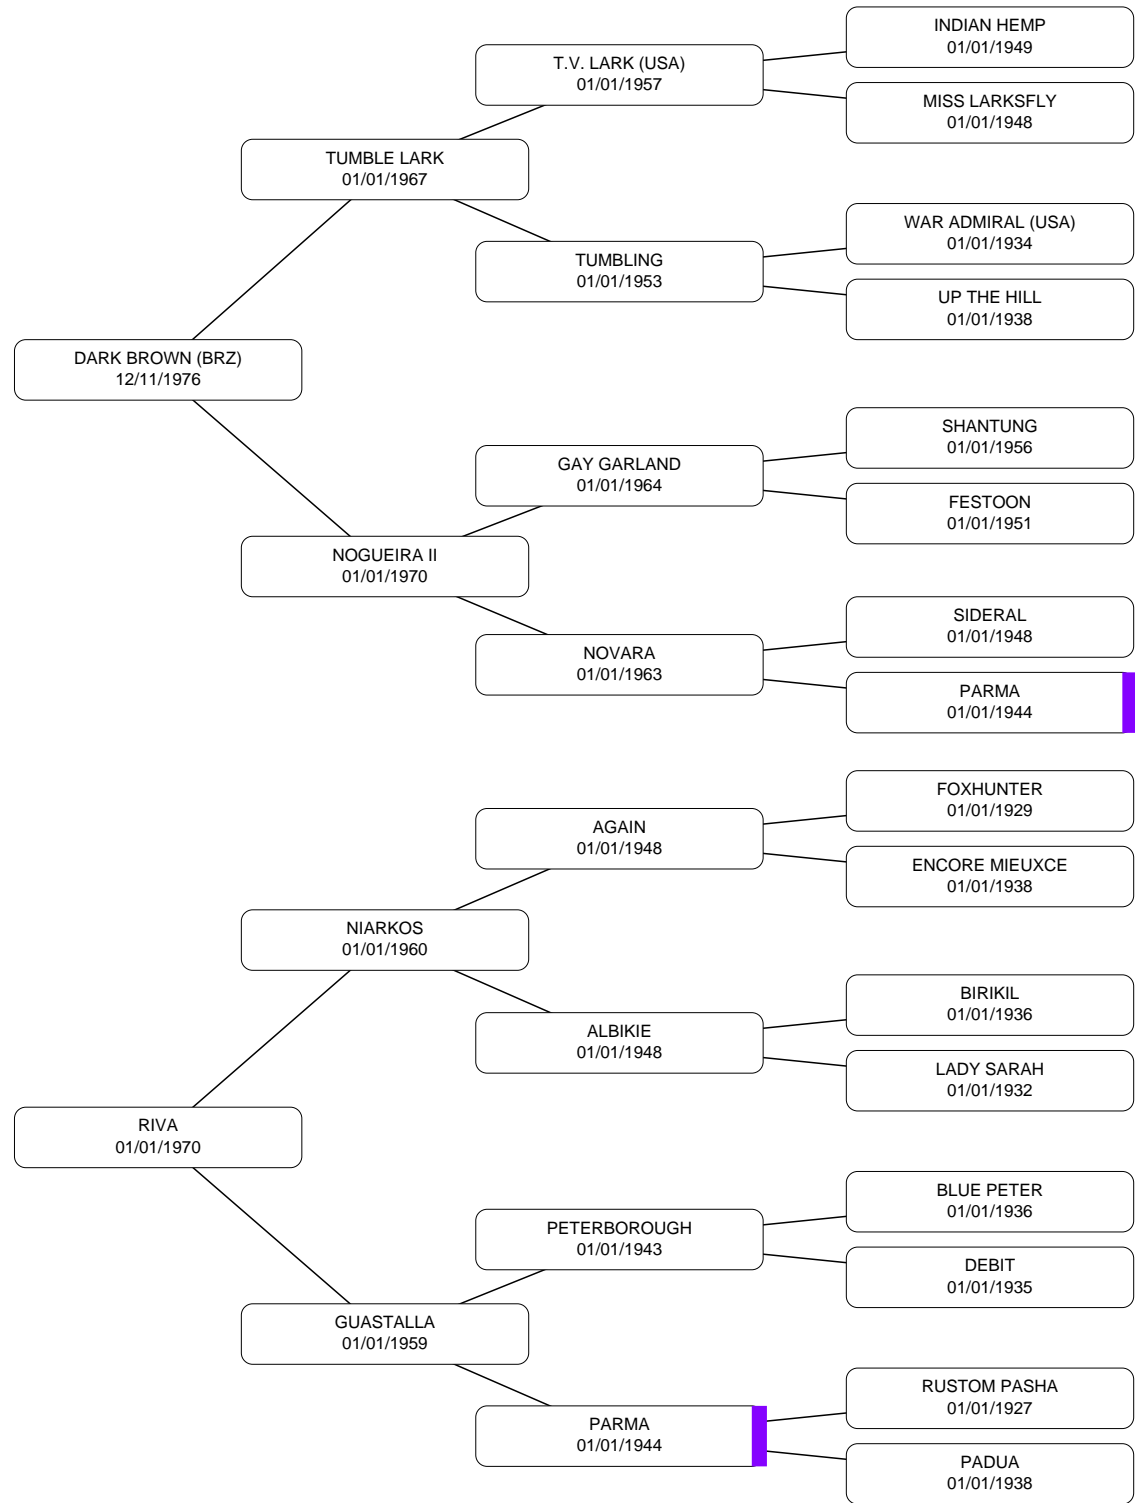 INDIAN HEMP
01/01/1949
T.V. LARK (USA)
01/01/1957
MISS LARKSFLY
01/01/1948
TUMBLE LARK
01/01/1967
WAR ADMIRAL (USA)
01/01/1934
TUMBLING
01/01/1953
UP THE HILL
01/01/1938
DARK BROWN (BRZ)
12/11/1976
SHANTUNG
01/01/1956
GAY GARLAND
01/01/1964
FESTOON
01/01/1951
NOGUEIRA II
01/01/1970
SIDERAL
01/01/1948
NOVARA
01/01/1963
PARMA
01/01/1944
FOXHUNTER
01/01/1929
AGAIN
01/01/1948
ENCORE MIEUXCE
01/01/1938
NIARKOS
01/01/1960
BIRIKIL
01/01/1936
ALBIKIE
01/01/1948
LADY SARAH
01/01/1932
RIVA
01/01/1970
BLUE PETER
01/01/1936
PETERBOROUGH
01/01/1943
DEBIT
01/01/1935
GUASTALLA
01/01/1959
RUSTOM PASHA
01/01/1927
PARMA
01/01/1944
PADUA
01/01/1938